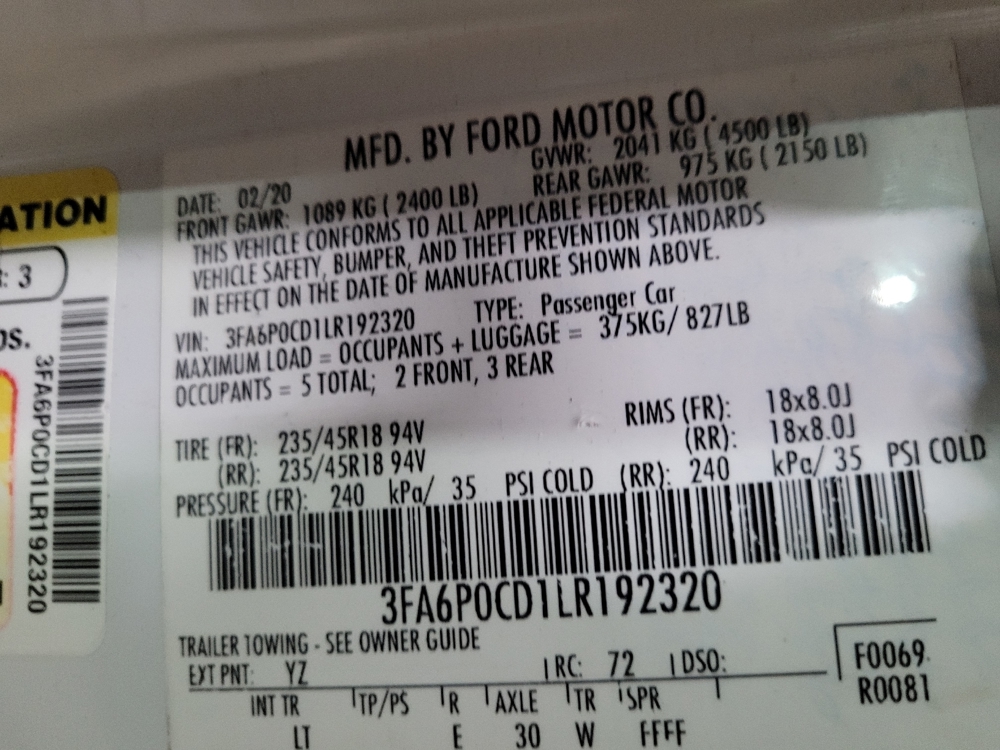 MFD. BY FORD MOTOR CO.
DATE: 02/20 GVWR: 2041 KG ( 4500 LB)
FRONT GAWR: 1089 KG ( 2400 LB) REAR GAWR: 975 KG ( 2150 LB)
THIS VEHICLE CONFORMS TO ALL APPLICABLE FEDERAL MOTOR
VEHICLE SAFETY, BUMPER, AND THEFT PREVENTION STANDARDS
IN EFFECT ON THE DATE OF MANUFACTURE SHOWN ABOVE.
VIN: 3FA6P0CD1LR192320 TYPE: Passenger Car
MAXIMUM LOAD = OCCUPANTS + LUGGAGE = 375KG/ 827LB
OCCUPANTS = 5 TOTAL; 2 FRONT, 3 REAR
TIRE (FR): 235/45R18 94V RIMS (FR): 18x8.0J
(RR): 235/45R18 94V (RR): 18x8.0J
PRESSURE (FR): 240 kPa/ 35 PSI COLD (RR): 240 kPa/ 35 PSI COLD
3FA6P0CD1LR192320
TRAILER TOWING - SEE OWNER GUIDE
EXT PNT: YZ RC: 72 DSO: F0069
INT TR TP/PS R AXLE TR SPR R0081
LT E 30 W FFFF
ATION
: 3
3FA6P0CD1LR192320